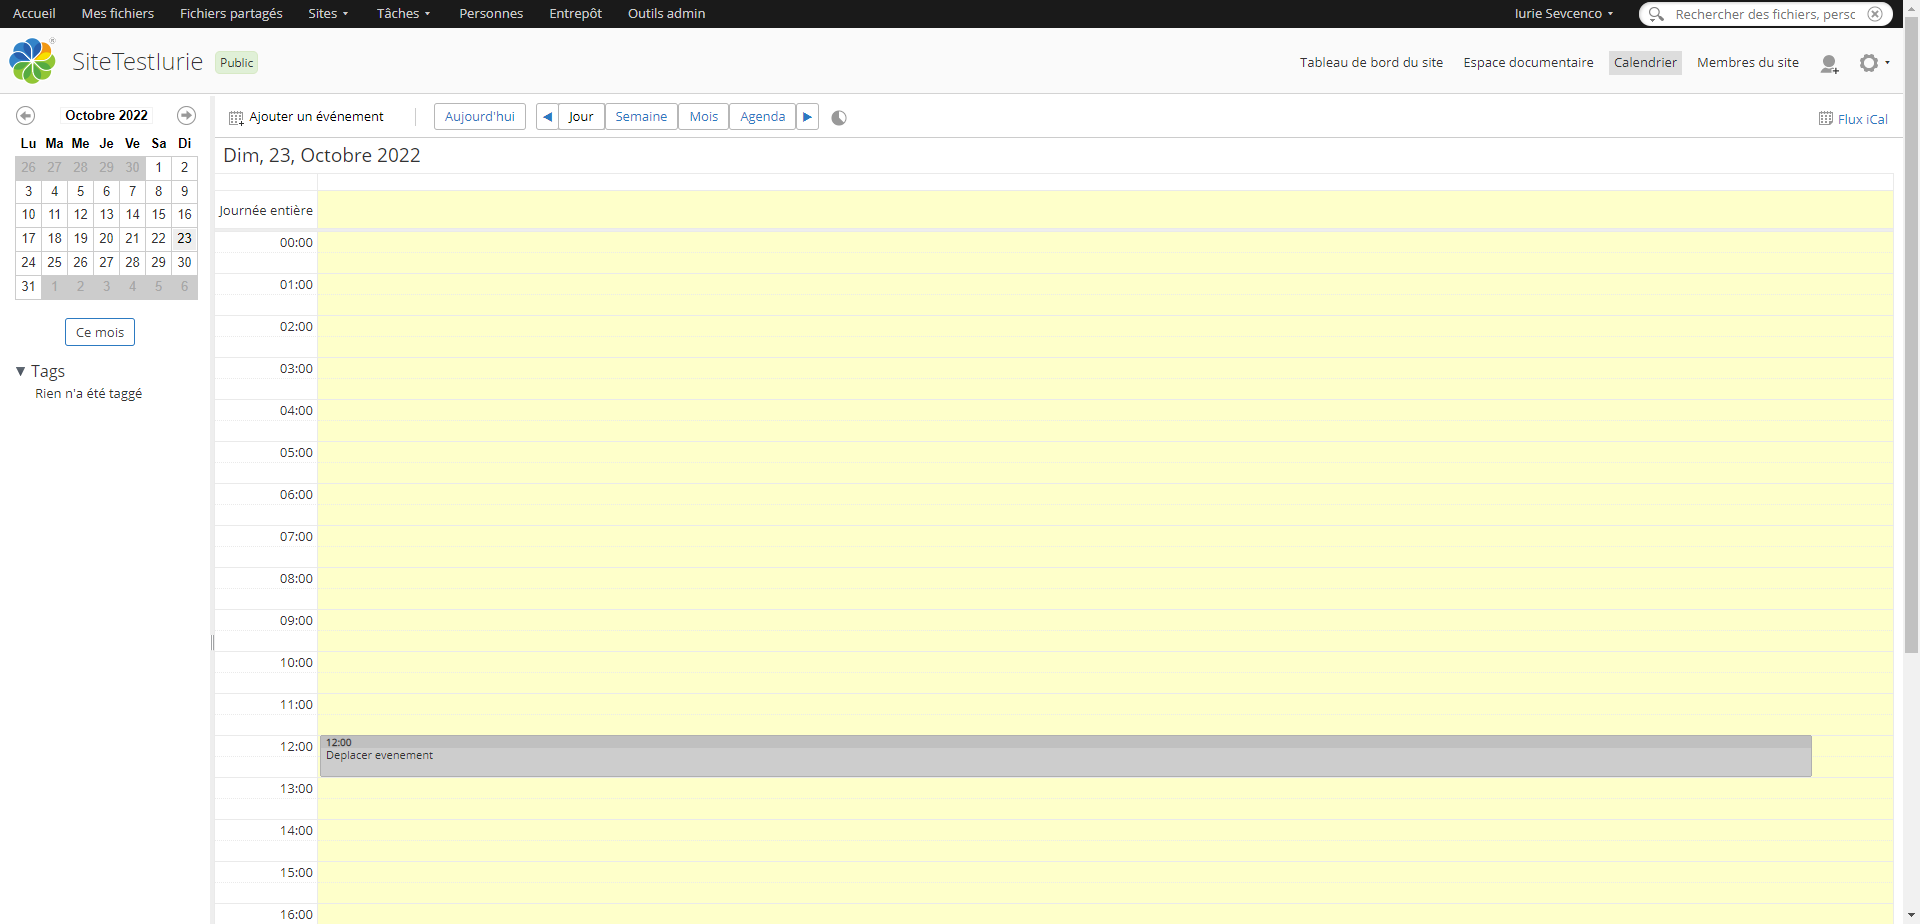 Accueil Mes fichiers Fichiers partagés Sites Tâches Personnes Entrepôt Outils admin Iurie Sevcenco Rechercher des fichiers, persc
SiteTestIurie Public Tableau de bord du site Espace documentaire Calendrier Membres du site
Octobre 2022
Lu Ma Me Je Ve Sa Di
26 27 28 29 30 1 2
3 4 5 6 7 8 9
10 11 12 13 14 15 16
17 18 19 20 21 22 23
24 25 26 27 28 29 30
31 1 2 3 4 5 6
Ce mois
Tags
Rien n'a été taggé
Ajouter un événement Aujourd'hui Jour Semaine Mois Agenda Flux iCal
Dim, 23, Octobre 2022
Journée entière
00:00
01:00
02:00
03:00
04:00
05:00
06:00
07:00
08:00
09:00
10:00
11:00
12:00 12:00
Deplacer evenement
13:00
14:00
15:00
16:00